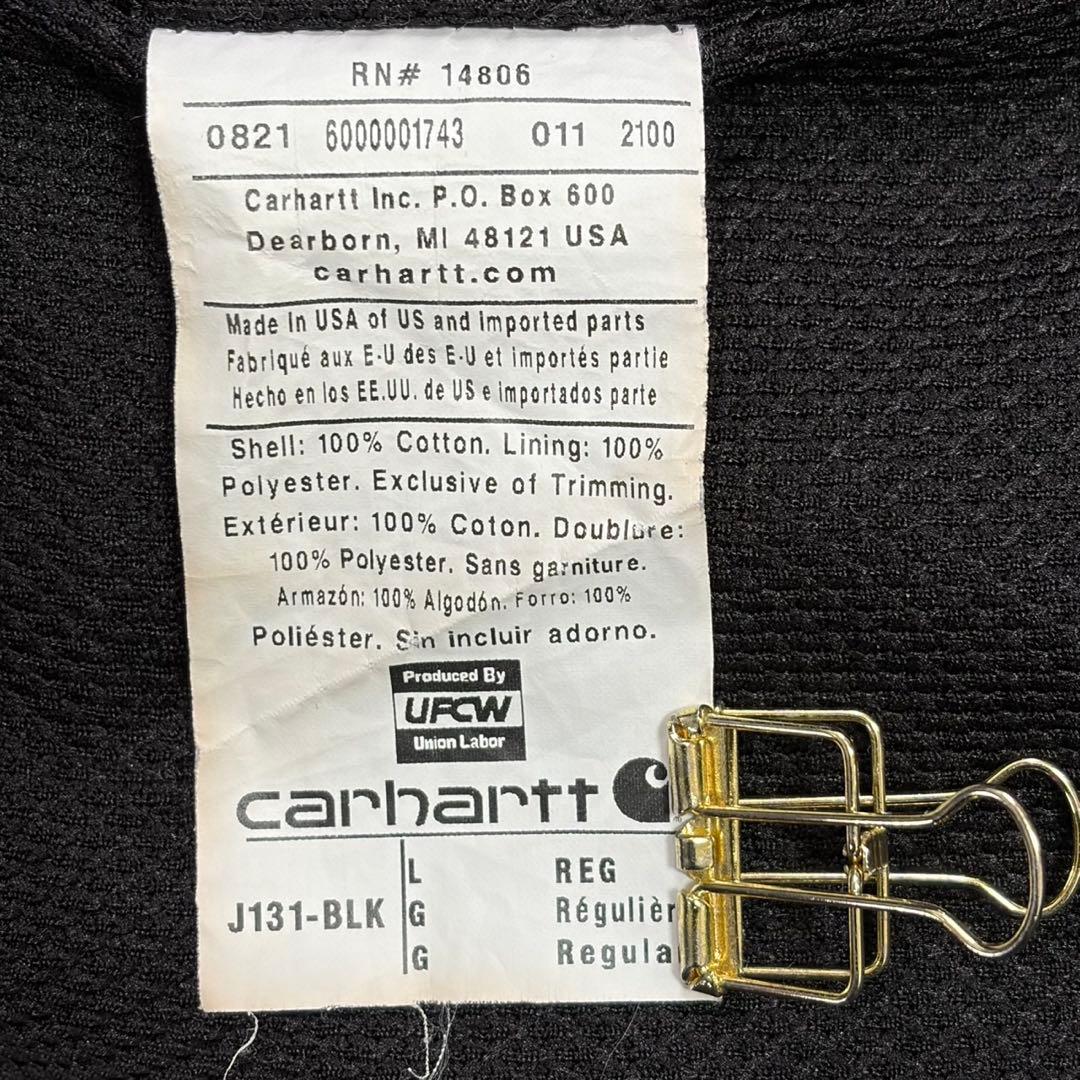 RN# 14806
0821 6000001743 011 2100
Carhartt Inc. P.O. Box 600
Dearborn, MI 48121 USA
carhartt.com
Made In USA of US and imported parts
Fabriqué aux E-U des E-U et importés partie
Hecho en los EE.UU. de US e importados parte
Shell: 100% Cotton. Lining: 100%
Polyester. Exclusive of Trimming.
Extérieur: 100% Coton. Doublure:
100% Polyester. Sans garniture.
Armazón: 100% Algodón. Forro: 100%
Poliéster. Sin incluir adorno.
Produced By
UFCW
Union Labor
carhartt
L REG
J131-BLK G Régulièr
G Regula